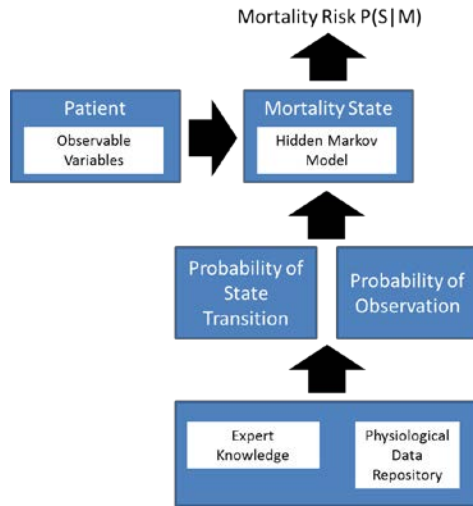 Mortality Risk P(S|M)
Patient
Observable
Variables
Mortality State
Hidden Markov
Model
Probability of
State
Transition
Probability of
Observation
Expert
Knowledge
Physiological
Data
Repository